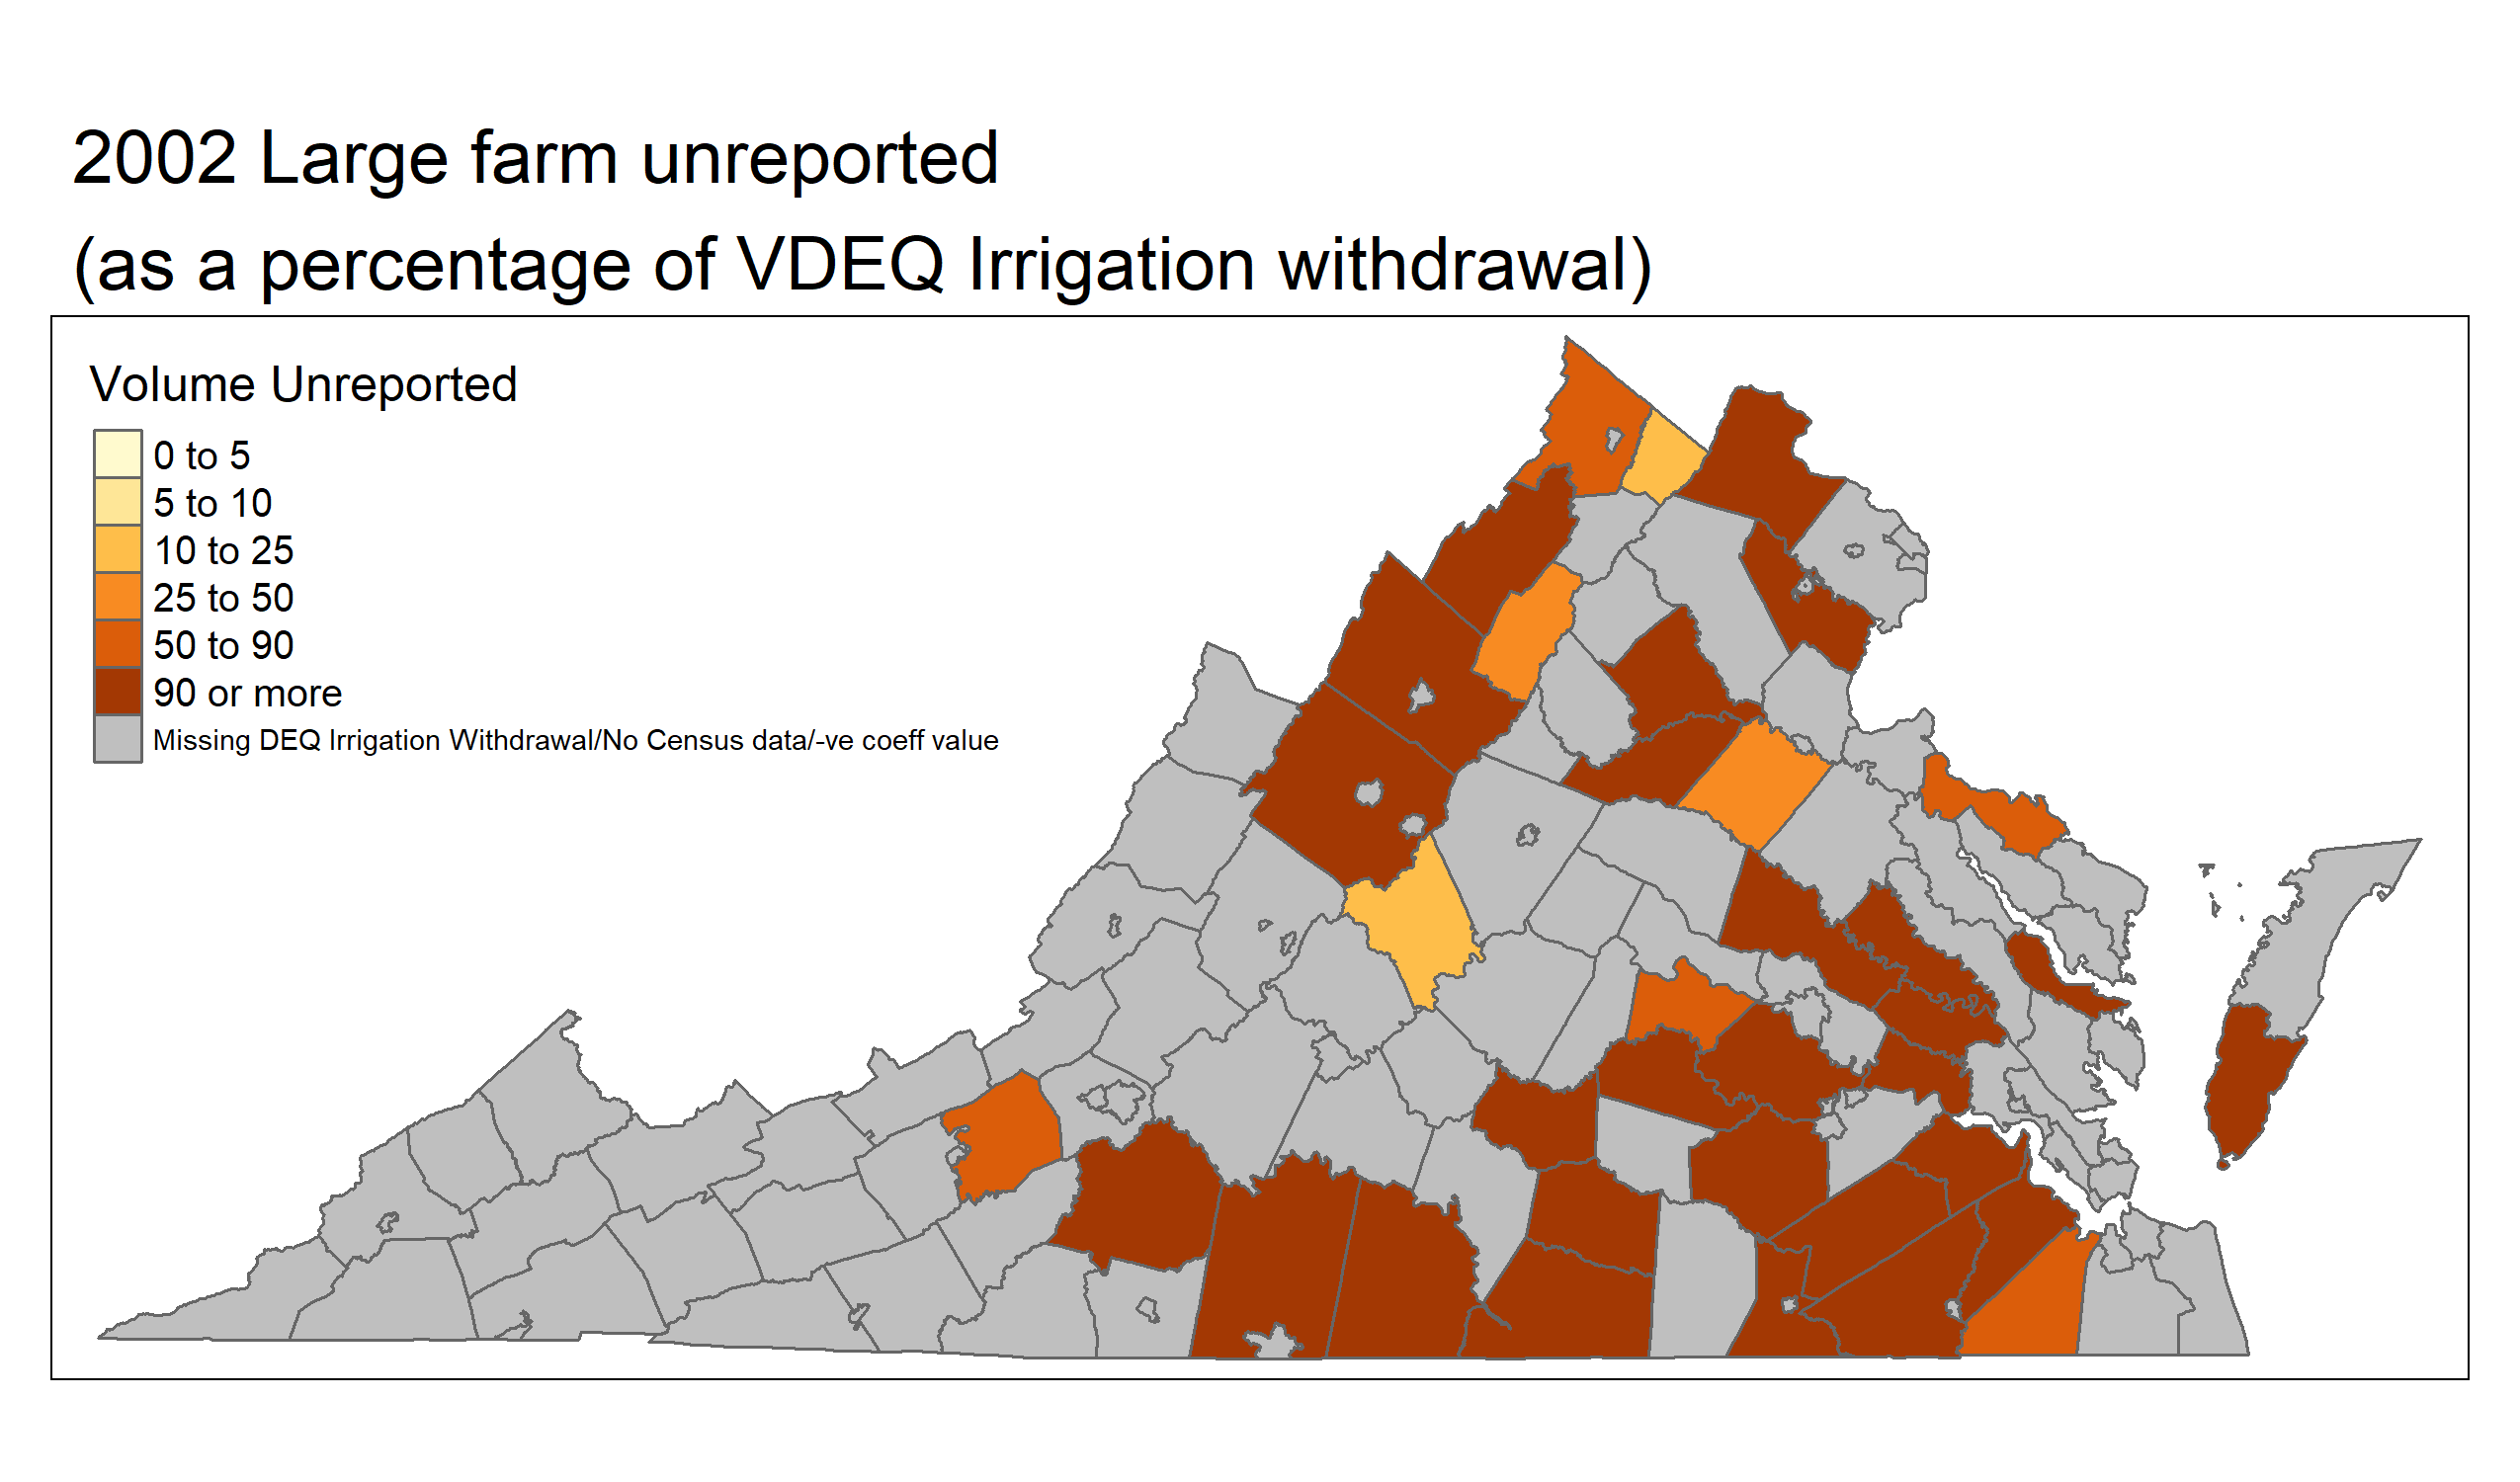 2002 Large farm unreported
(as a percentage of VDEQ Irrigation withdrawal)
Volume Unreported
0 to 5
5 to 10
10 to 25
25 to 50
50 to 90
90 or more
Missing DEQ Irrigation Withdrawal/No Census data/-ve coeff value